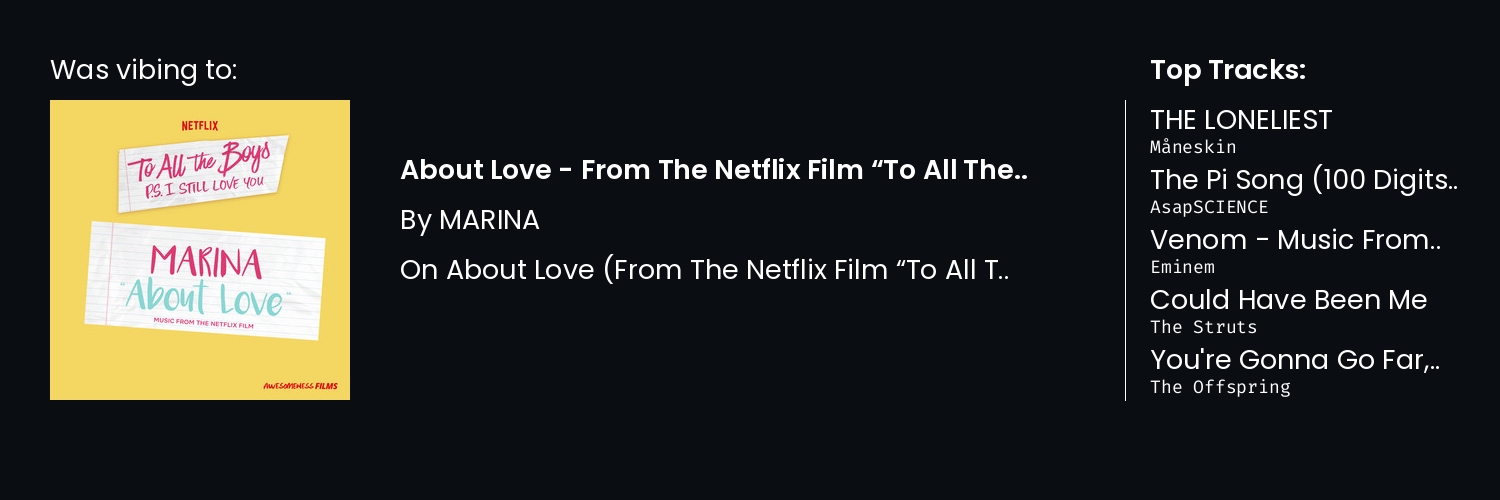 Was vibing to:
NETFLIX
To All the Boys
P.S. I STILL LOVE YOU
MARINA
"About Love"
MUSIC FROM THE NETFLIX FILM
AWESOMENESS FILMS
About Love - From The Netflix Film “To All The..
By MARINA
On About Love (From The Netflix Film “To All T..
Top Tracks:
THE LONELIEST
Måneskin
The Pi Song (100 Digits..
AsapSCIENCE
Venom - Music From..
Eminem
Could Have Been Me
The Struts
You're Gonna Go Far,..
The Offspring